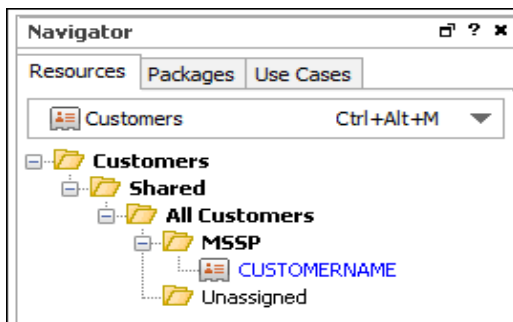 Navigator ?
Resources Packages Use Cases
Customers Ctrl+Alt+M
Customers
Shared
All Customers
MSSP
CUSTOMERNAME
Unassigned